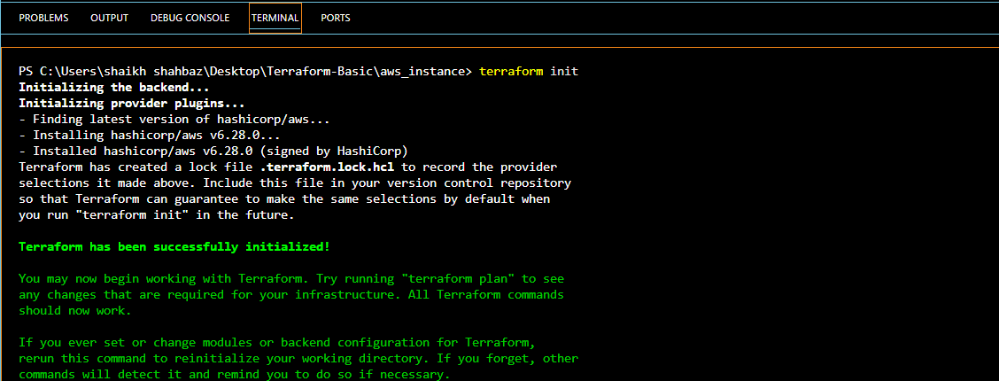 PROBLEMS OUTPUT DEBUG CONSOLE TERMINAL PORTS
PS C:\Users\shaikh shahbaz\Desktop\Terraform-Basic\aws_instance> terraform init
Initializing the backend...
Initializing provider plugins...
- Finding latest version of hashicorp/aws...
- Installing hashicorp/aws v6.28.0...
- Installed hashicorp/aws v6.28.0 (signed by HashiCorp)
Terraform has created a lock file .terraform.lock.hcl to record the provider
selections it made above. Include this file in your version control repository
so that Terraform can guarantee to make the same selections by default when
you run "terraform init" in the future.
Terraform has been successfully initialized!
You may now begin working with Terraform. Try running "terraform plan" to see
any changes that are required for your infrastructure. All Terraform commands
should now work.
If you ever set or change modules or backend configuration for Terraform,
rerun this command to reinitialize your working directory. If you forget, other
commands will detect it and remind you to do so if necessary.